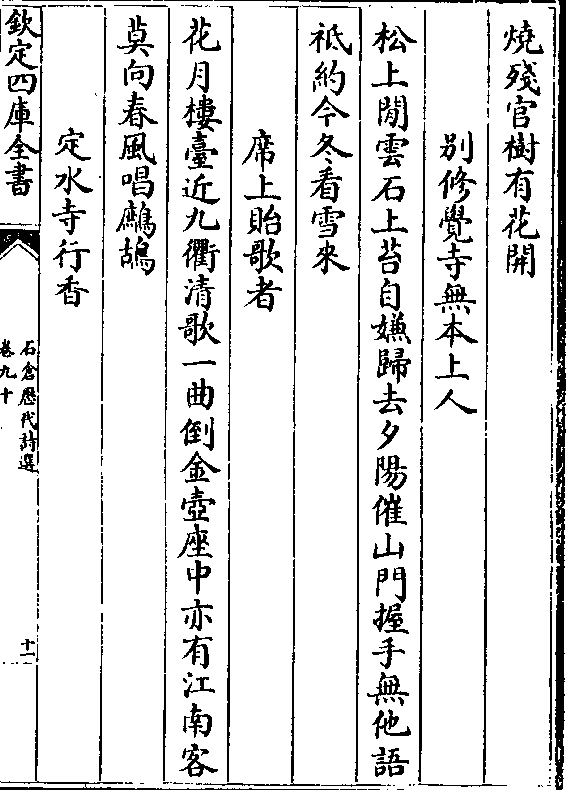 燒殘官樹有花開
別修覺寺無本上人
松上閒雲石上苔自嫌歸去夕陽催山門握手無他語
祗約今冬看雪來
席上貽歌者
花月樓臺近九衢清歌一曲倒金壺座中亦有江南客
莫向春風唱鷓鴣
定水寺行香
欽定四庫全書
石倉歷代詩選
卷九十
十一